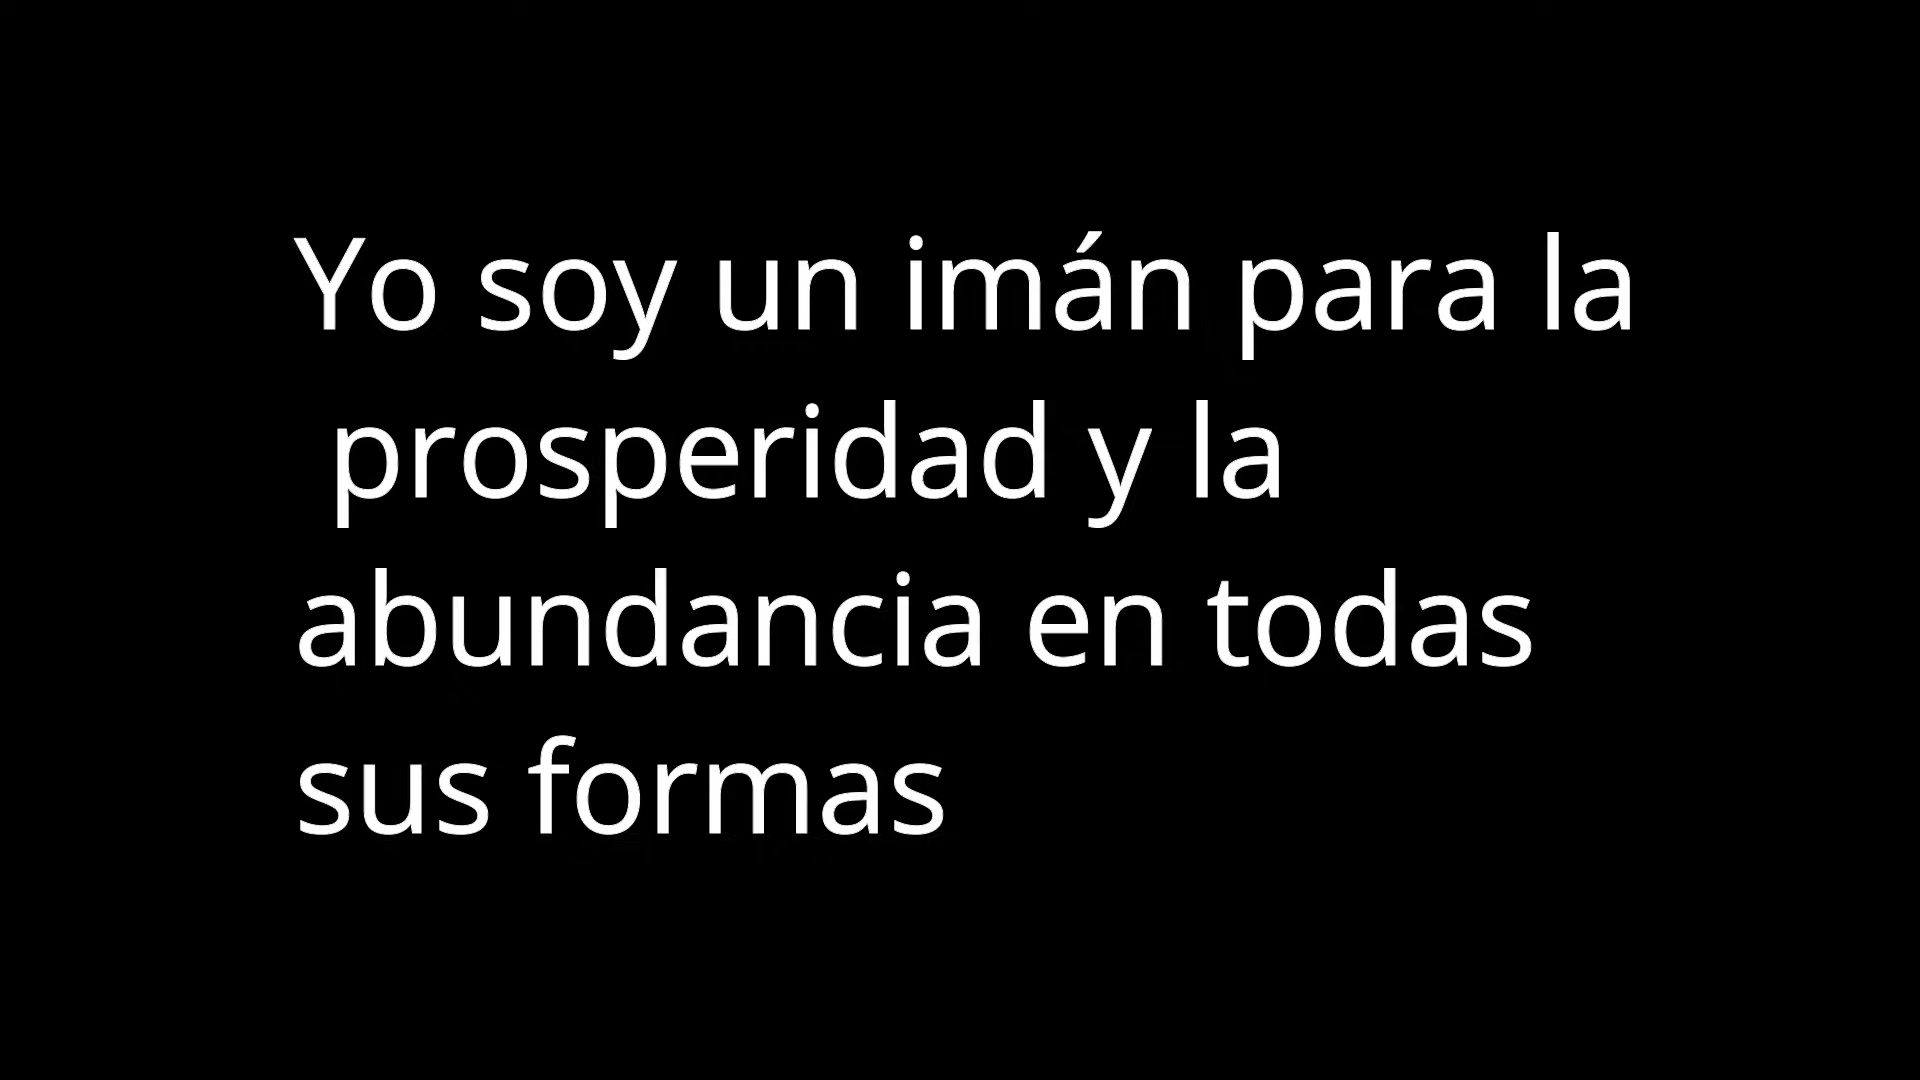 Yo soy un imán para la
prosperidad y la
abundancia en todas
sus formas